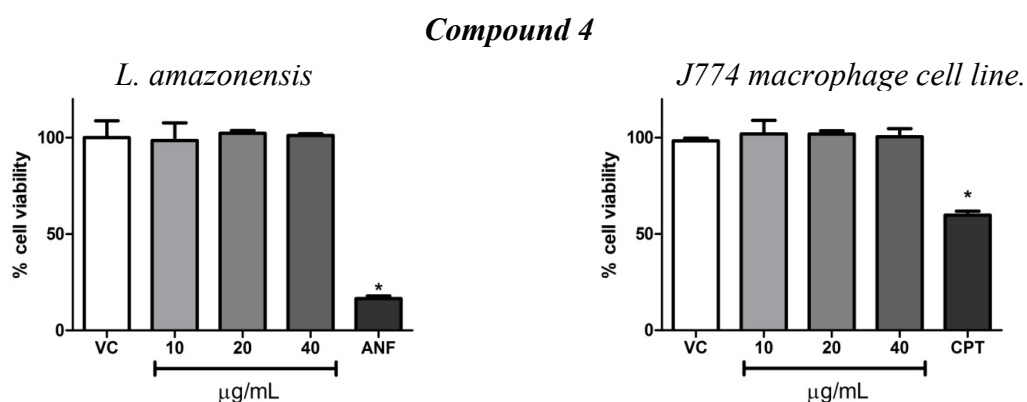 Compound 4
L. amazonensis
% cell viability
100
50
0
*
VC 10 20 40 ANF
μg/mL
J774 macrophage cell line.
% cell viability
100
50
0
*
VC 10 20 40 CPT
μg/mL